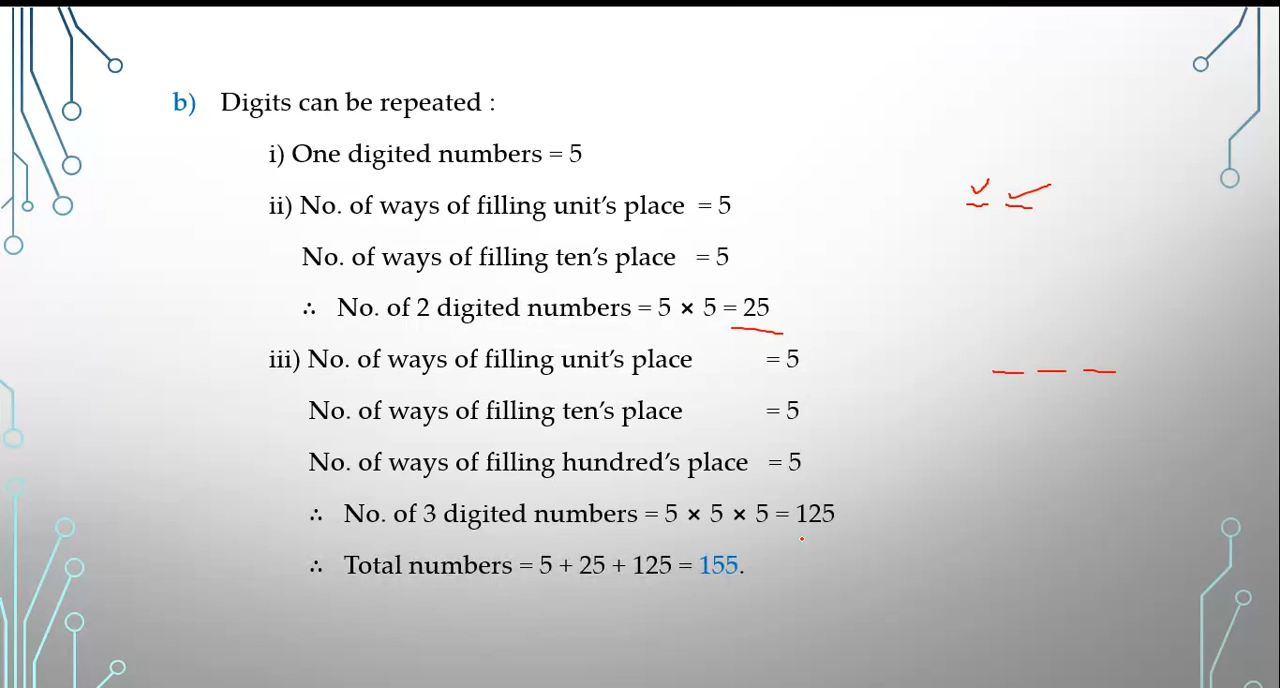 b) Digits can be repeated :
i) One digited numbers = 5
ii) No. of ways of filling unit's place = 5
No. of ways of filling ten's place = 5
∴ No. of 2 digited numbers = 5 × 5 = 25
iii) No. of ways of filling unit's place = 5
No. of ways of filling ten's place = 5
No. of ways of filling hundred's place = 5
∴ No. of 3 digited numbers = 5 × 5 × 5 = 125
∴ Total numbers = 5 + 25 + 125 = 155.